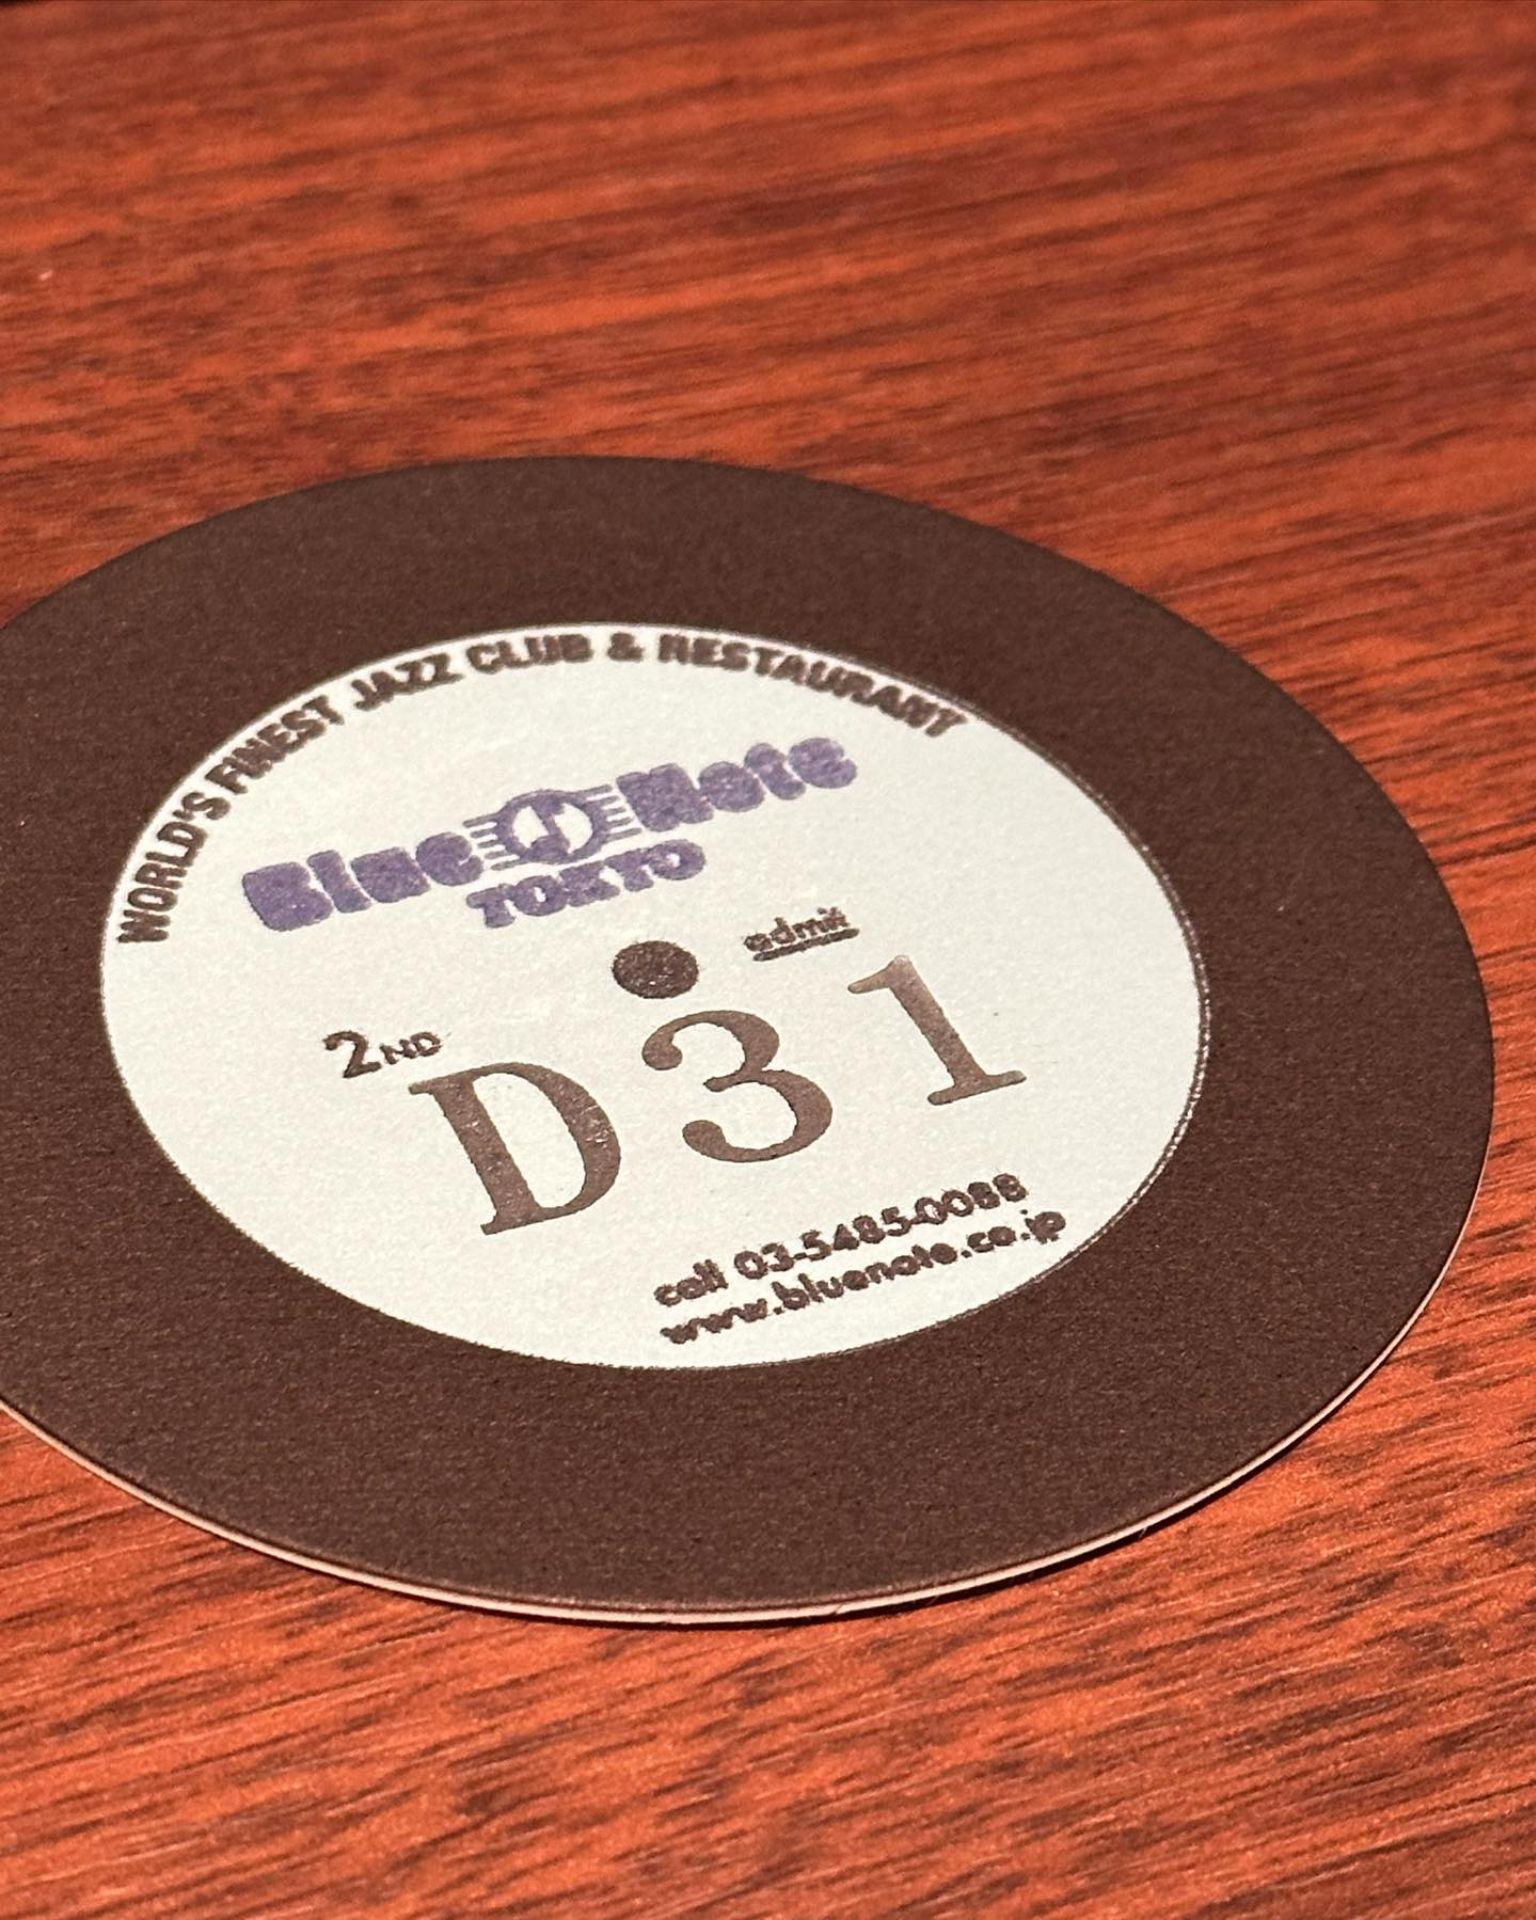 WORLD'S FINEST JAZZ CLUB & RESTAURANT
Blue Note
TOKYO
admit
2ND
D31
call 03-5485-0088
www.bluenote.co.jp